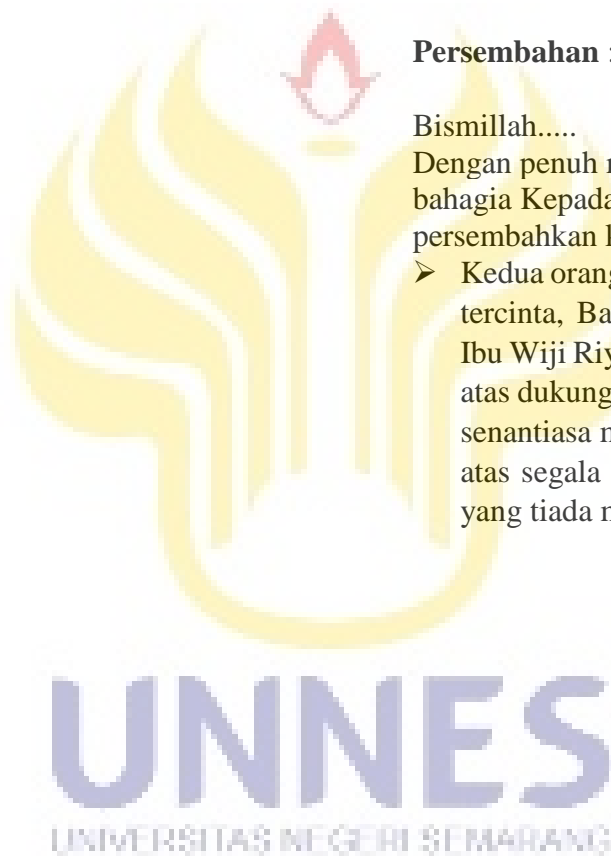 Persembahan :
Bismillah.....
Dengan penuh
bahagia Kepada
persembahkan
➤ Kedua orang
tercinta, Ba
Ibu Wiji Riy
atas dukung
senantiasa
atas segala
yang tiada
UNNES
UNIVERSITAS NEGERI SEMARANG